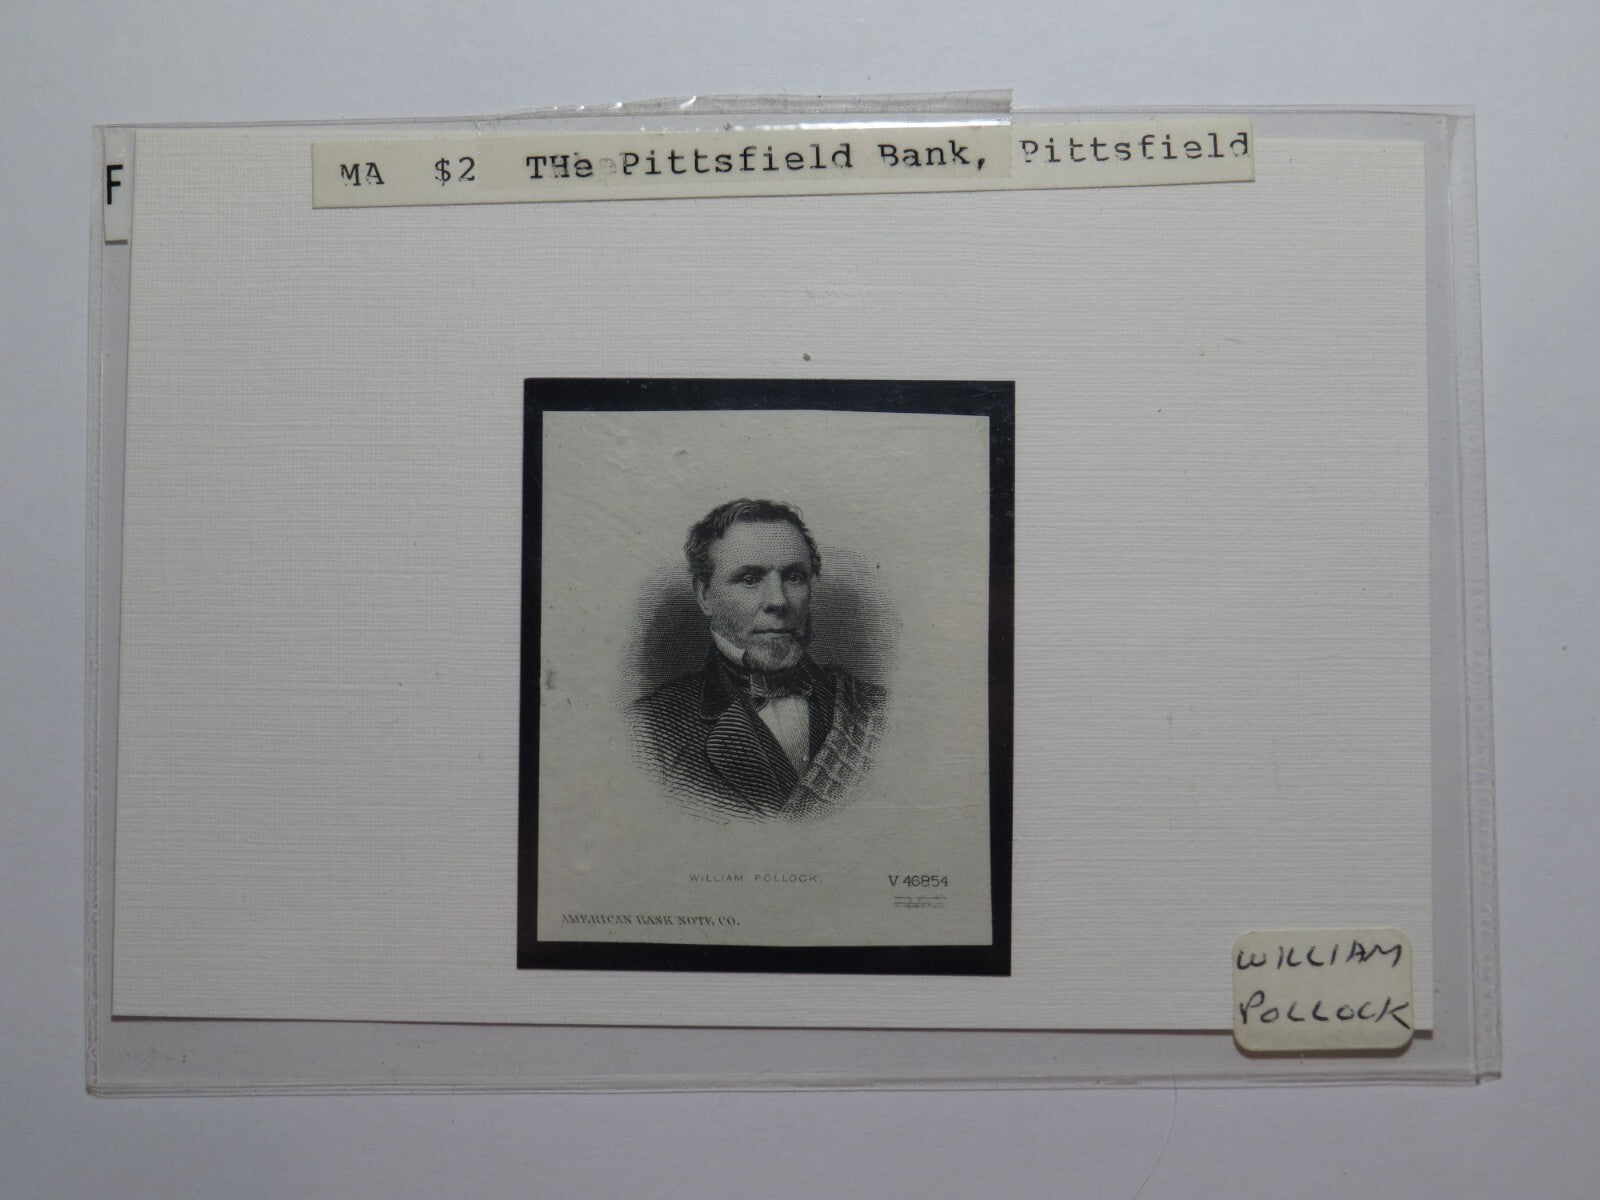 MA $2 THe Pittsfield Bank, Pittsfield
F
WILLIAM POLLOCK.
V 46854
AMERICAN BANK NOTE CO.
WILLIAM
POLLOCK